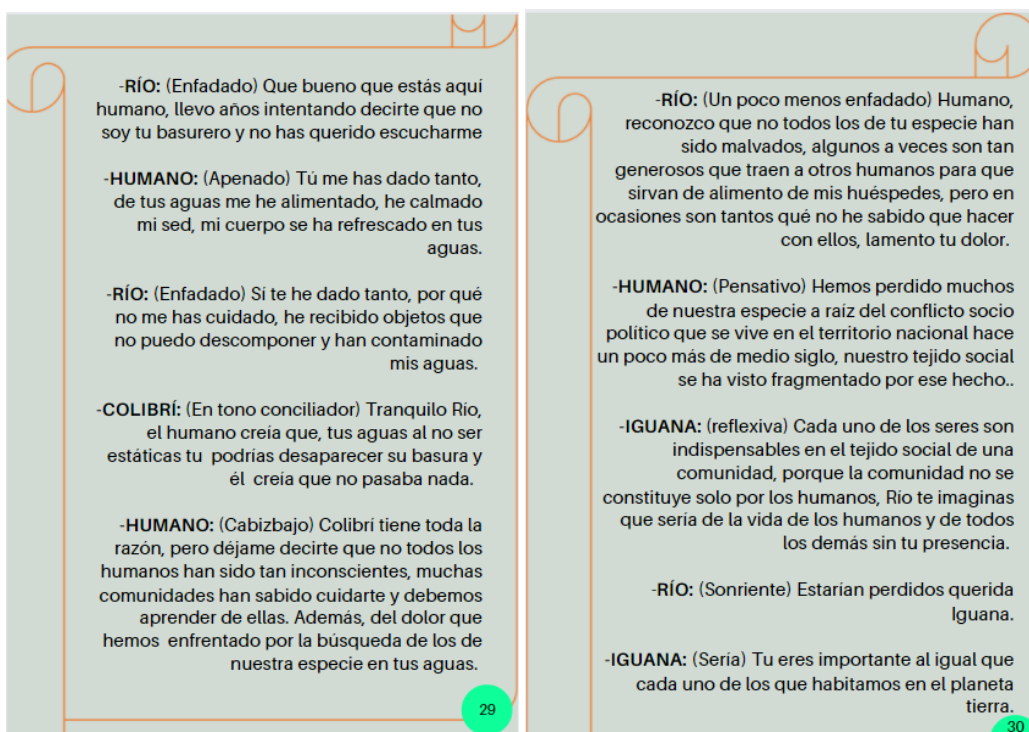 -RÍO: (Enfadado) Que bueno que estás aquí
humano, llevo años intentando decirte que no
soy tu basurero y no has querido escucharme
-HUMANO: (Apenado) Tú me has dado tanto,
de tus aguas me he alimentado, he calmado
mi sed, mi cuerpo se ha refrescado en tus
aguas.
-RÍO: (Enfadado) Sí te he dado tanto, por qué
no me has cuidado, he recibido objetos que
no puedo descomponer y han contaminado
mis aguas.
-COLIBRÍ: (En tono conciliador) Tranquilo Río,
el humano creía que, tus aguas al no ser
estáticas tu podrías desaparecer su basura y
él creía que no pasaba nada.
-HUMANO: (Cabizbajo) Colibrí tiene toda la
razón, pero déjame decirte que no todos los
humanos han sido tan inconscientes, muchas
comunidades han sabido cuidarte y debemos
aprender de ellas. Además, del dolor que
hemos enfrentado por la búsqueda de los de
nuestra especie en tus aguas.
29
-RÍO: (Un poco menos enfadado) Humano,
reconozco que no todos los de tu especie han
sido malvados, algunos a veces son tan
generosos que traen a otros humanos para que
sirvan de alimento de mis huéspedes, pero en
ocasiones son tantos qué no he sabido que hacer
con ellos, lamento tu dolor.
-HUMANO: (Pensativo) Hemos perdido muchos
de nuestra especie a raíz del conflicto socio
político que se vive en el territorio nacional hace
un poco más de medio siglo, nuestro tejido social
se ha visto fragmentado por ese hecho..
-IGUANA: (reflexiva) Cada uno de los seres son
indispensables en el tejido social de una
comunidad, porque la comunidad no se
constituye solo por los humanos, Río te imaginas
que sería de la vida de los humanos y de todos
los demás sin tu presencia.
-RÍO: (Sonriente) Estarían perdidos querida
Iguana.
-IGUANA: (Sería) Tu eres importante al igual que
cada uno de los que habitamos en el planeta
tierra.
30